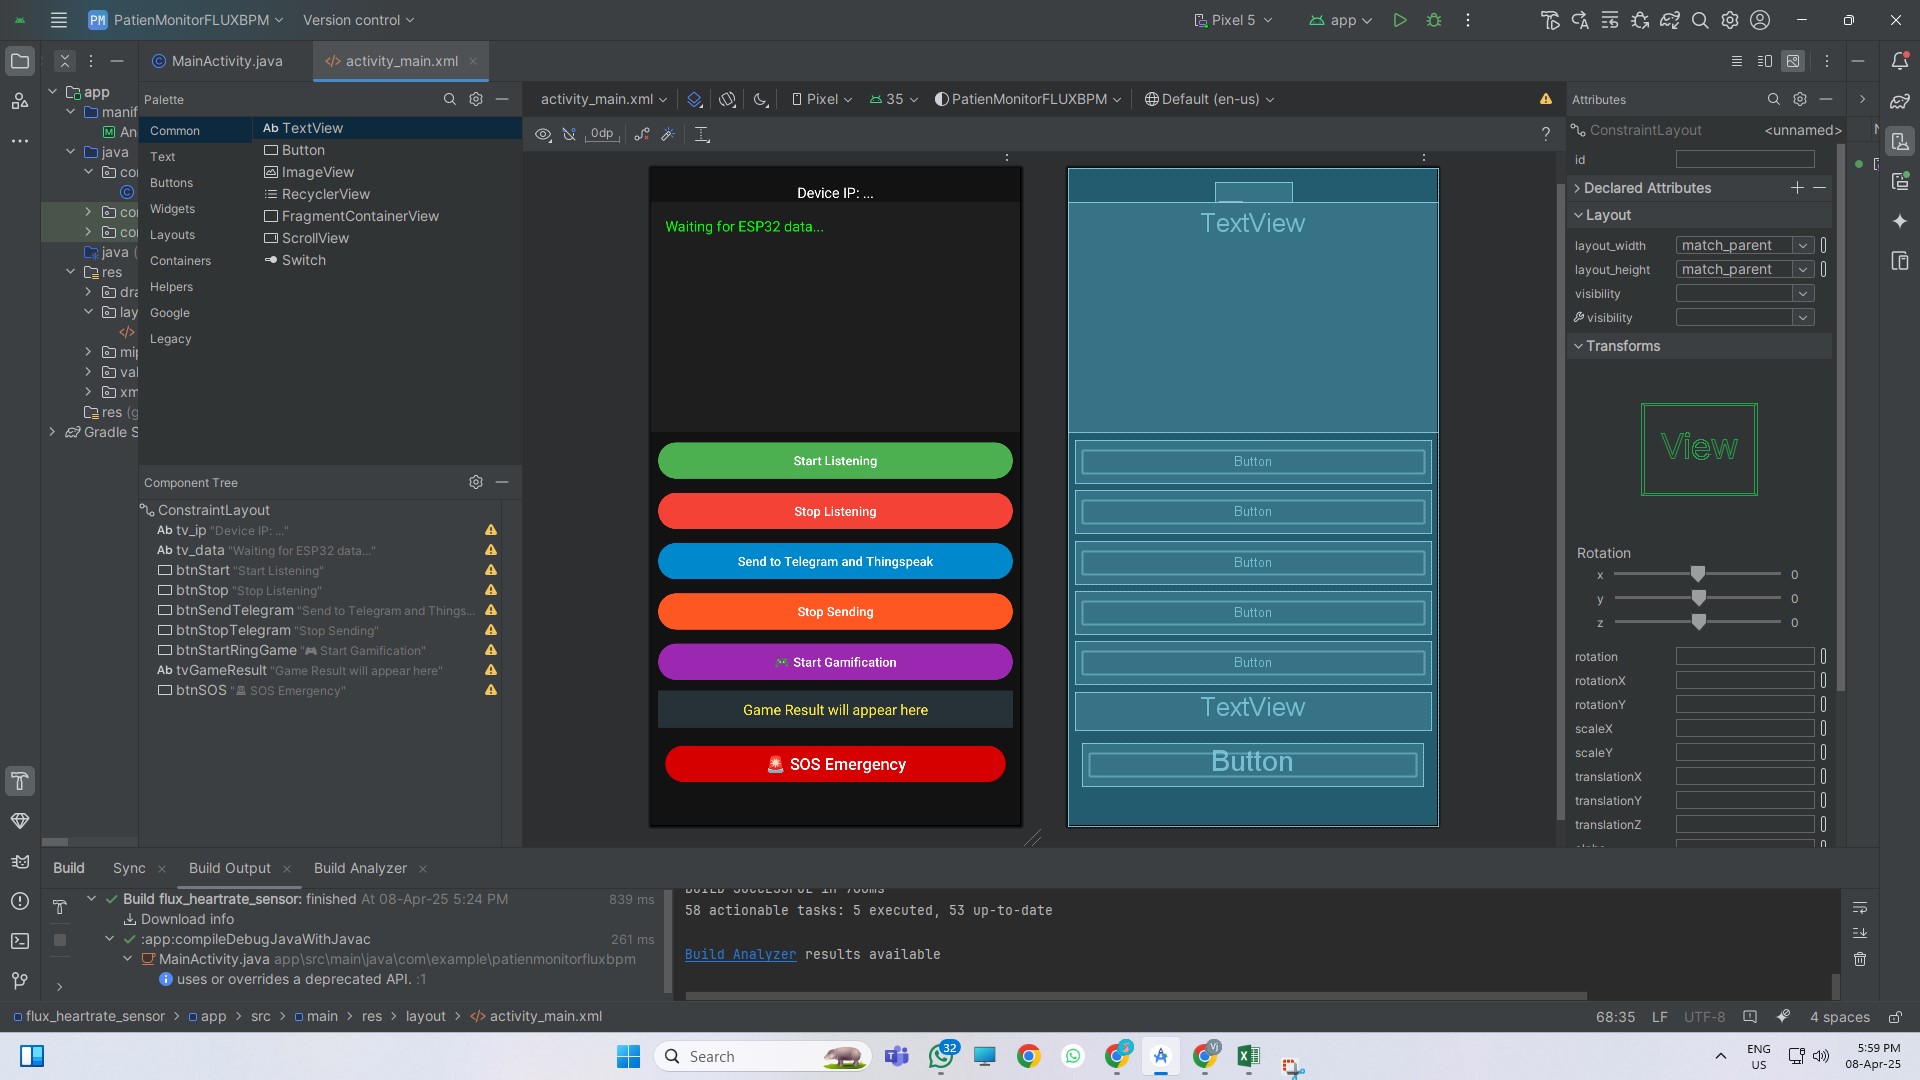 PM PatienMonitorFLUXBPM Version control Pixel 5 app
MainActivity.java activity_main.xml
app
manif
An
java
co
co
co
java (
res
dra
lay
mip
val
xm
res (g
Gradle S
Palette
Common
Text
Buttons
Widgets
Layouts
Containers
Helpers
Google
Legacy
Ab TextView
Button
ImageView
RecyclerView
FragmentContainerView
ScrollView
Switch
Component Tree
ConstraintLayout
Ab tv_ip "Device IP: ..."
Ab tv_data "Waiting for ESP32 data..."
btnStart "Start Listening"
btnStop "Stop Listening"
btnSendTelegram "Send to Telegram and Things...
btnStopTelegram "Stop Sending"
btnStartRingGame "🎮 Start Gamification"
Ab tvGameResult "Game Result will appear here"
btnSOS "🚨 SOS Emergency"
activity_main.xml Pixel 35 PatienMonitorFLUXBPM Default (en-us)
0dp ?
Device IP: ...
Waiting for ESP32 data...
Start Listening
Stop Listening
Send to Telegram and Thingspeak
Stop Sending
🎮 Start Gamification
Game Result will appear here
🚨 SOS Emergency
TextView
Button
Button
Button
Button
Button
TextView
Button
Attributes
ConstraintLayout <unnamed>
id
Declared Attributes
Layout
layout_width match_parent
layout_height match_parent
visibility
visibility
Transforms
View
Rotation
x 0
y 0
z 0
rotation
rotationX
rotationY
scaleX
scaleY
translationX
translationY
translationZ
Build Sync Build Output Build Analyzer
Build flux_heartrate_sensor: finished At 08-Apr-25 5:24 PM 839 ms
Download info
:app:compileDebugJavaWithJavac 261 ms
MainActivity.java app\src\main\java\com\example\patienmonitorfluxbpm
uses or overrides a deprecated API. :1
BUILD SUCCESSFUL in 768ms
58 actionable tasks: 5 executed, 53 up-to-date
Build Analyzer results available
flux_heartrate_sensor > app > src > main > res > layout > activity_main.xml
68:35 LF UTF-8 4 spaces
Search
32
ENG
US
5:59 PM
08-Apr-25